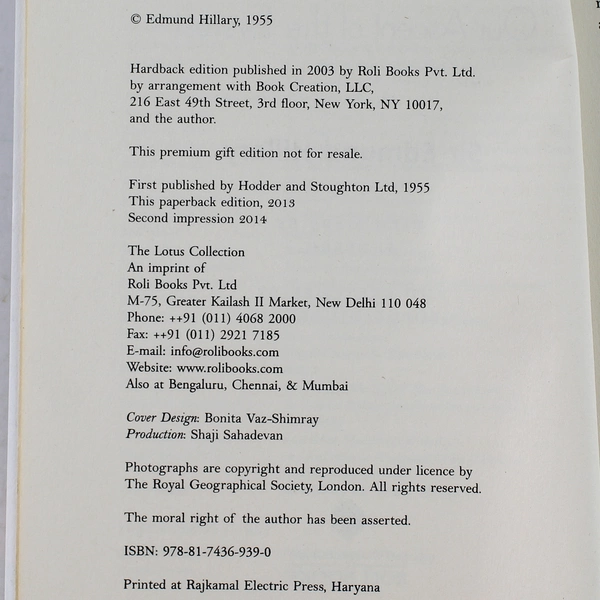 © Edmund Hillary, 1955
Hardback edition published in 2003 by Roli Books Pvt. Ltd.
by arrangement with Book Creation, LLC,
216 East 49th Street, 3rd floor, New York, NY 10017,
and the author.
This premium gift edition not for resale.
First published by Hodder and Stoughton Ltd, 1955
This paperback edition, 2013
Second impression 2014
The Lotus Collection
An imprint of
Roli Books Pvt. Ltd
M-75, Greater Kailash II Market, New Delhi 110 048
Phone: ++91 (011) 4068 2000
Fax: ++91 (011) 2921 7185
E-mail: info@rolibooks.com
Website: www.rolibooks.com
Also at Bengaluru, Chennai, & Mumbai
Cover Design: Bonita Vaz-Shimray
Production: Shaji Sahadevan
Photographs are copyright and reproduced under licence by
The Royal Geographical Society, London. All rights reserved.
The moral right of the author has been asserted.
ISBN: 978-81-7436-939-0
Printed at Rajkamal Electric Press, Haryana